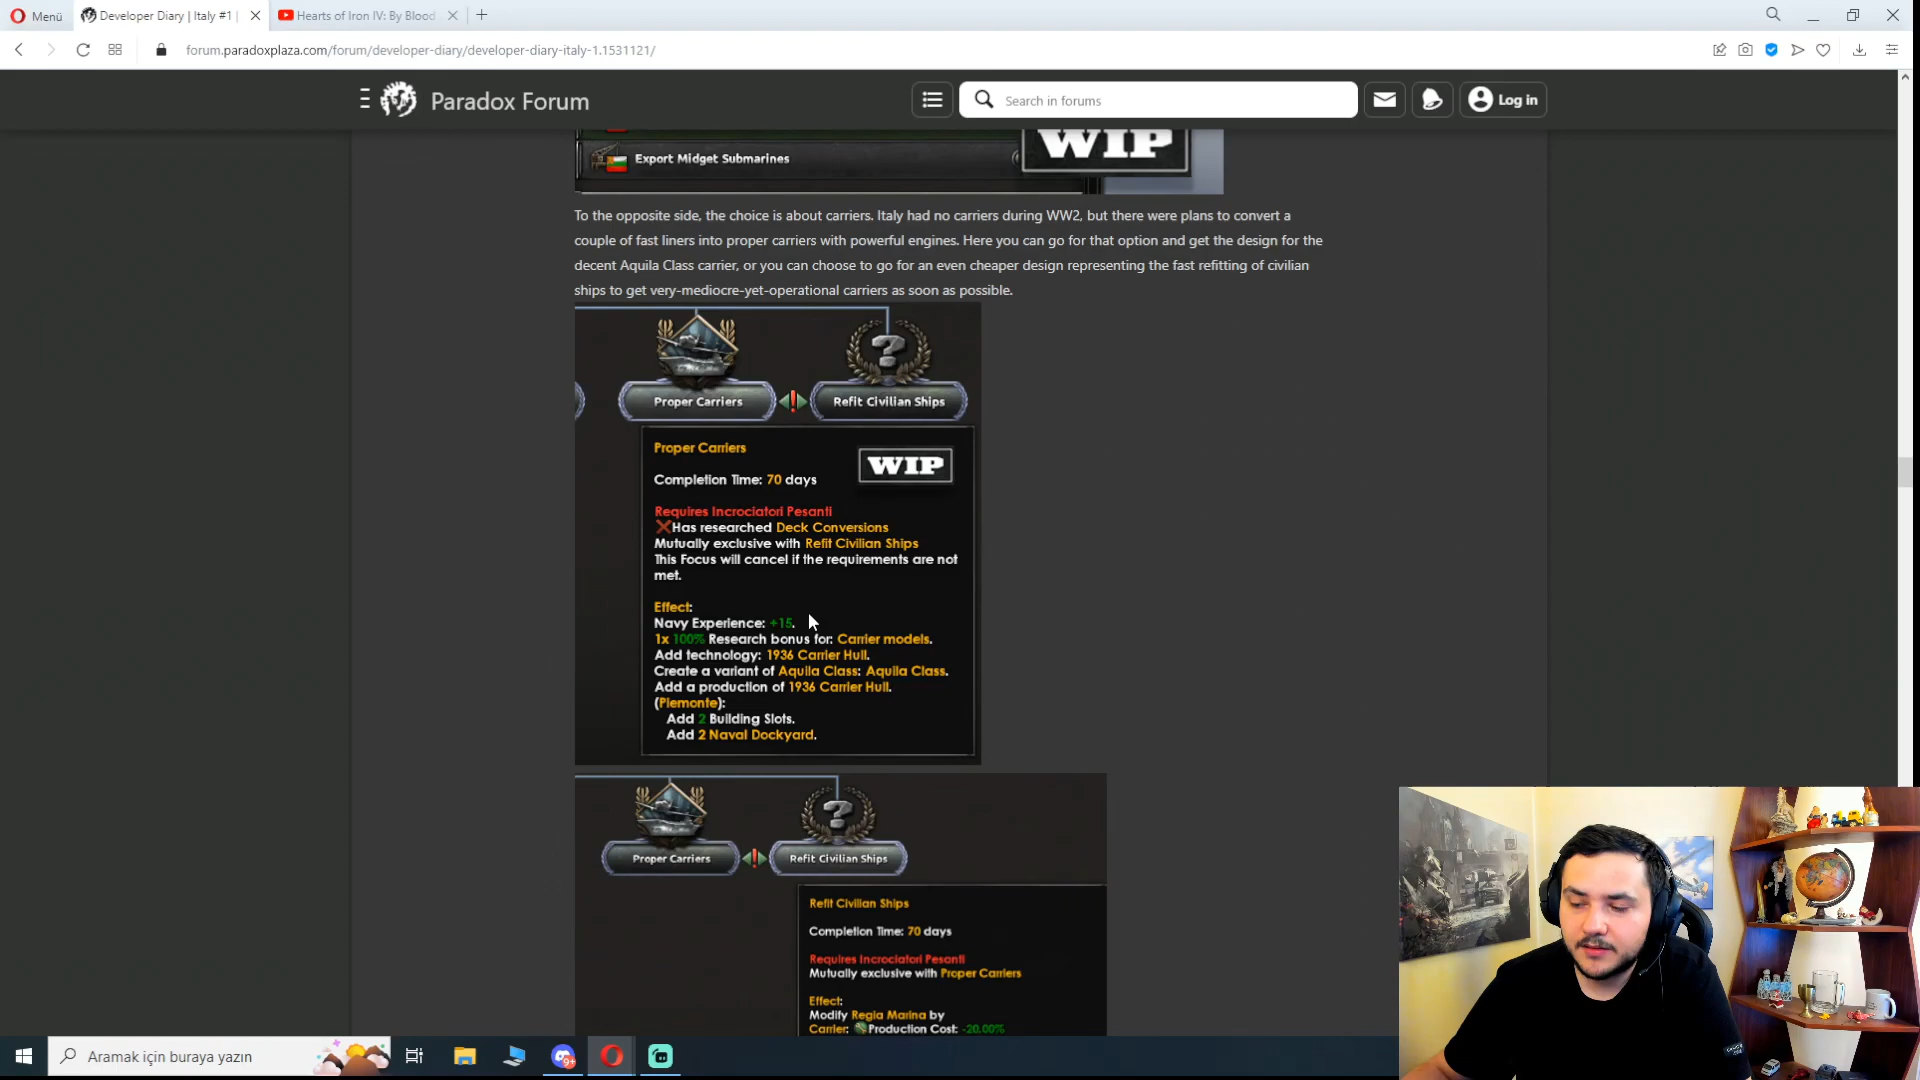 Menü
Developer Diary | Italy #1 |
Hearts of Iron IV: By Blood
forum.paradoxplaza.com/forum/developer-diary/developer-diary-italy-1.1531121/
Paradox Forum
Search in forums
Log in
Export Midget Submarines
WIP
To the opposite side, the choice is about carriers. Italy had no carriers during WW2, but there were plans to convert a
couple of fast liners into proper carriers with powerful engines. Here you can go for that option and get the design for the
decent Aquila Class carrier, or you can choose to go for an even cheaper design representing the fast refitting of civilian
ships to get very-mediocre-yet-operational carriers as soon as possible.
Proper Carriers
Refit Civilian Ships
Proper Carriers
WIP
Completion Time: 70 days
Requires Incrociatori Pesanti
Has researched Deck Conversions
Mutually exclusive with Refit Civilian Ships
This Focus will cancel if the requirements are not
met.
Effect:
Navy Experience: +15.
1x 100% Research bonus for: Carrier models.
Add technology: 1936 Carrier Hull.
Create a variant of Aquila Class: Aquila Class.
Add a production of 1936 Carrier Hull.
(Piemonte):
Add 2 Building Slots.
Add 2 Naval Dockyard.
Proper Carriers
Refit Civilian Ships
Refit Civilian Ships
Completion Time: 70 days
Requires Incrociatori Pesanti
Mutually exclusive with Proper Carriers
Effect:
Modify Regia Marina by
Carrier: Production Cost: -20.00%
Aramak için buraya yazın
9+